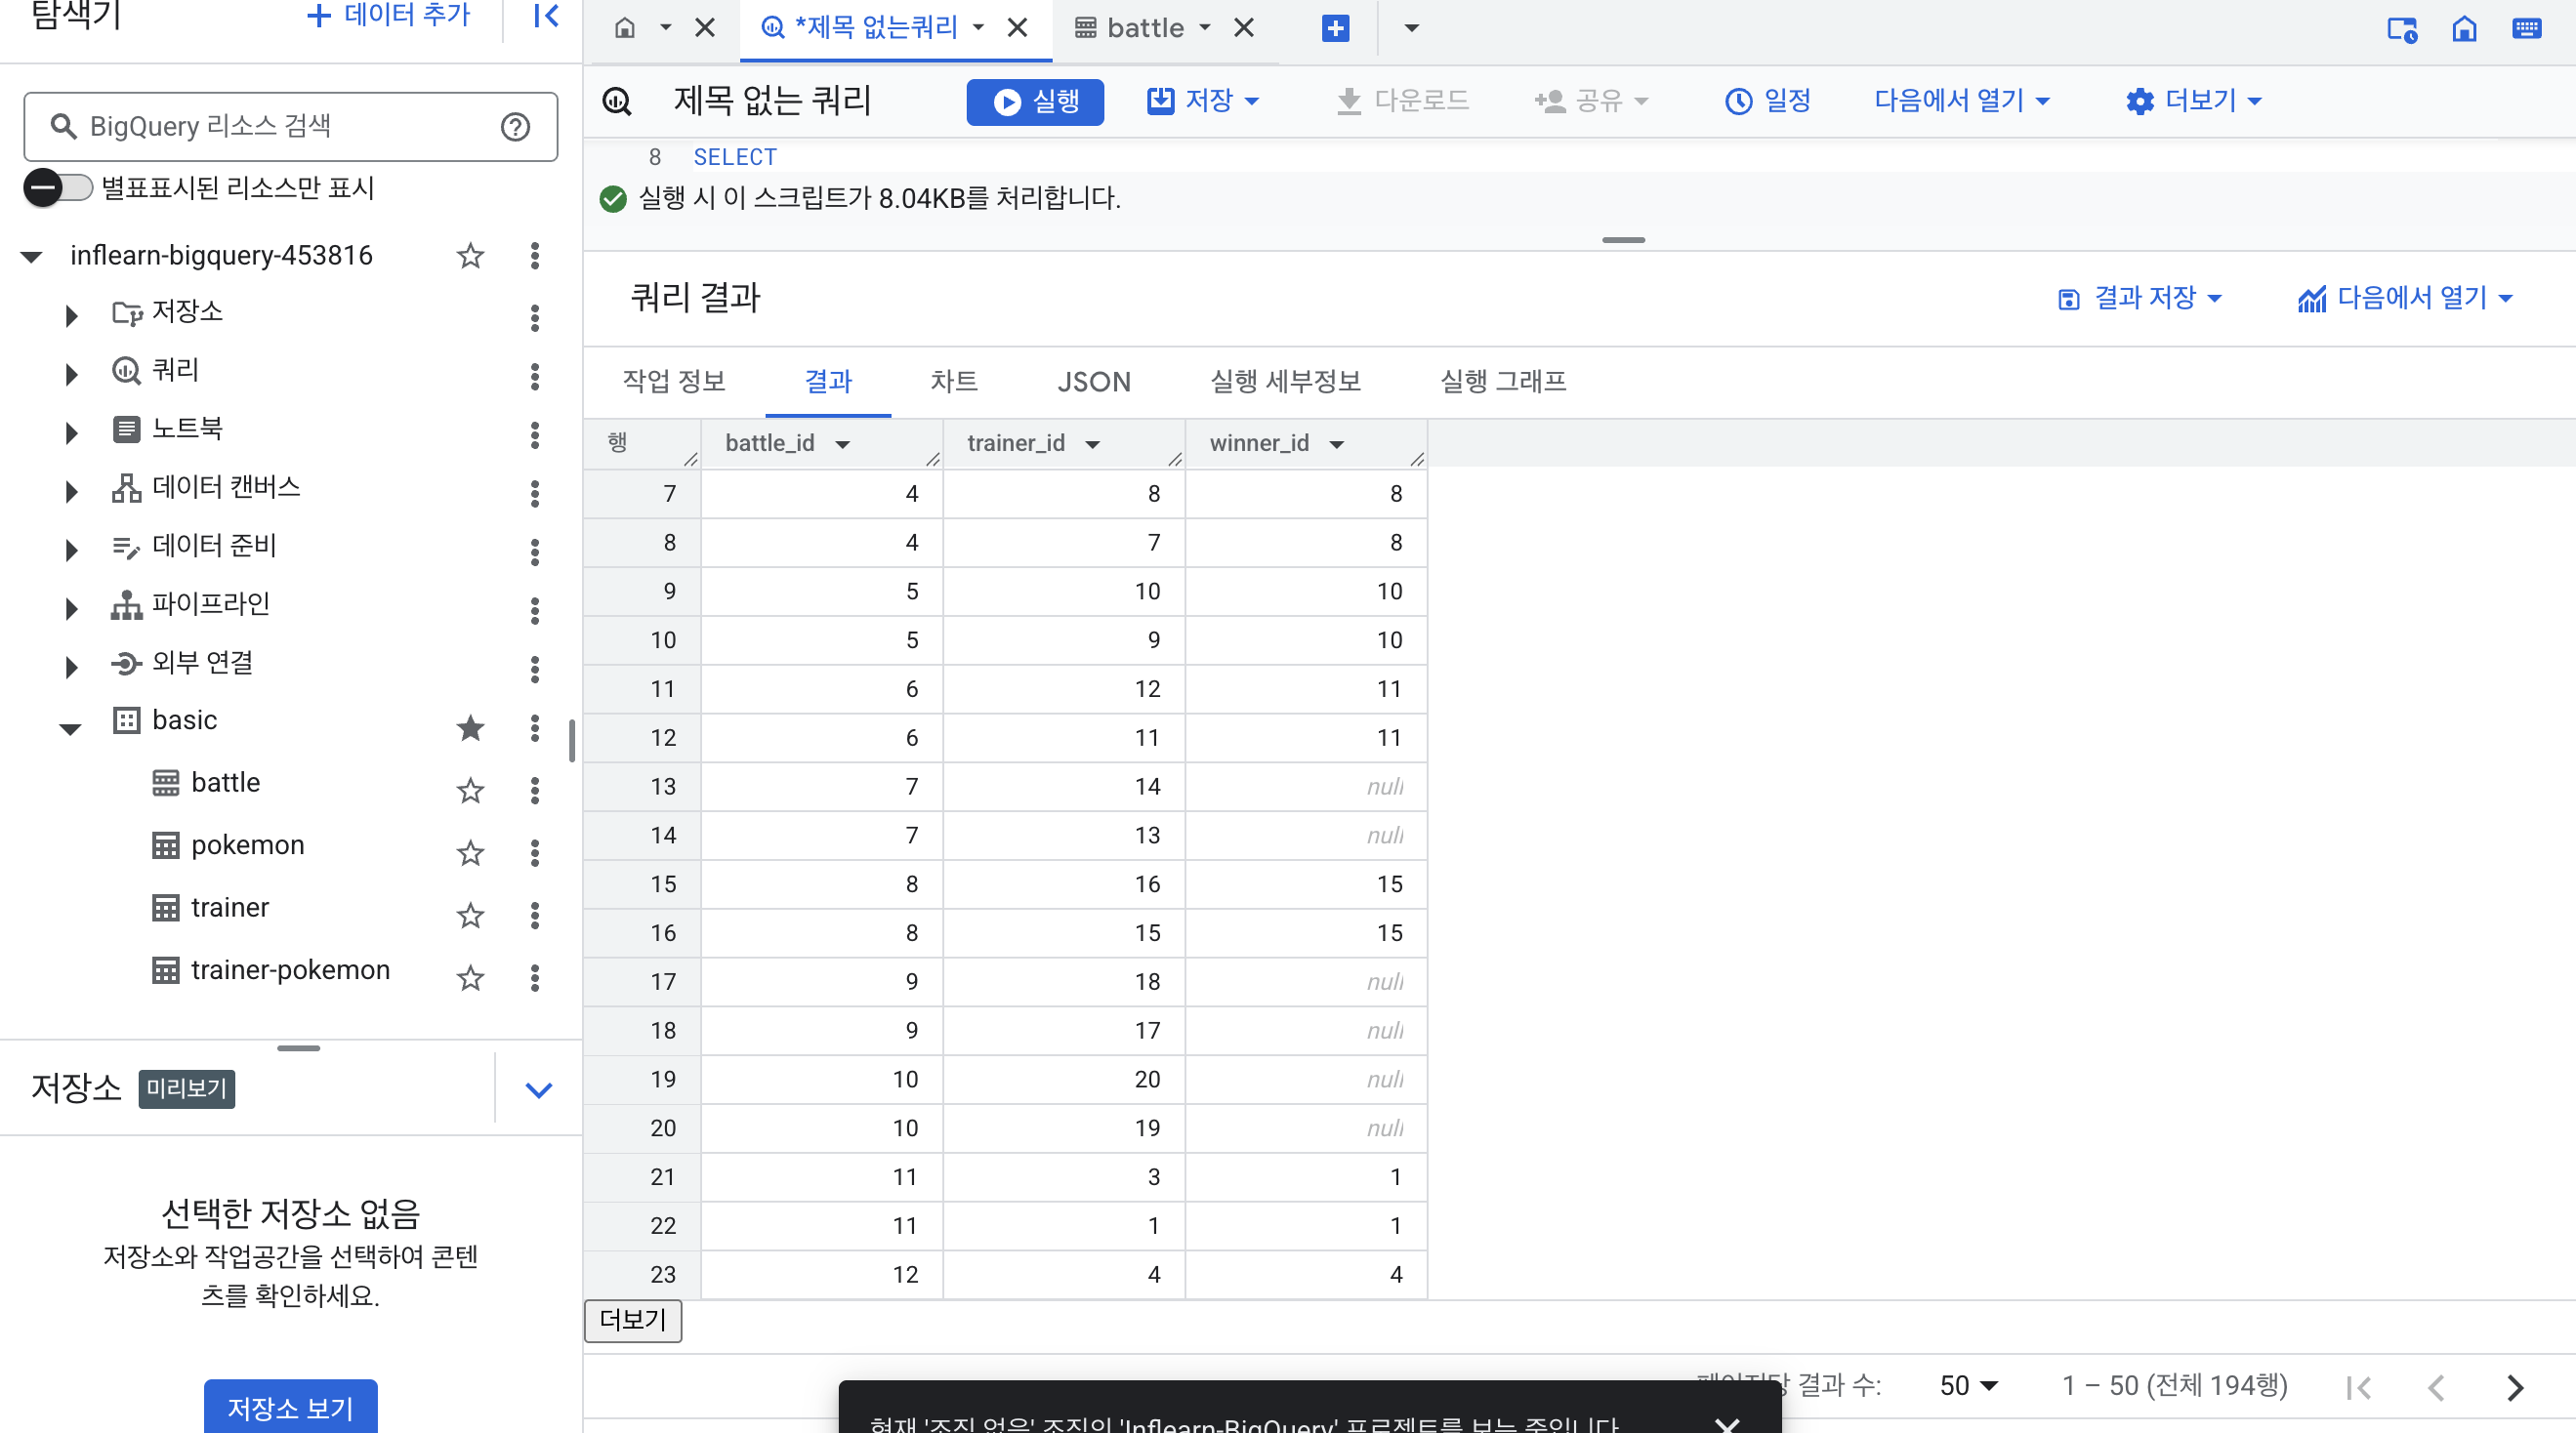 탐색기
데이터 추가
BigQuery 리소스 검색
별표표시된 리소스만 표시
inflearn-bigquery-453816
저장소
쿼리
노트북
데이터 캔버스
데이터 준비
파이프라인
외부 연결
basic
battle
pokemon
trainer
trainer-pokemon
저장소 미리보기
선택한 저장소 없음
저장소와 작업공간을 선택하여 콘텐
츠를 확인하세요.
저장소 보기
*제목 없는쿼리 battle
제목 없는 쿼리 실행 저장 다운로드 공유 일정 다음에서 열기 더보기
8 SELECT
실행 시 이 스크립트가 8.04KB를 처리합니다.
쿼리 결과 결과 저장 다음에서 열기
작업 정보 결과 차트 JSON 실행 세부정보 실행 그래프
행 battle_id trainer_id winner_id
7 4 8 8
8 4 7 8
9 5 10 10
10 5 9 10
11 6 12 11
12 6 11 11
13 7 14 null
14 7 13 null
15 8 16 15
16 8 15 15
17 9 18 null
18 9 17 null
19 10 20 null
20 10 19 null
21 11 3 1
22 11 1 1
23 12 4 4
더보기
결과 수: 50 1 – 50 (전체 194행)
현재 '조직 없음' 조직의 'Inflearn-BigQuery' 프로젝트를 보는 중입니다